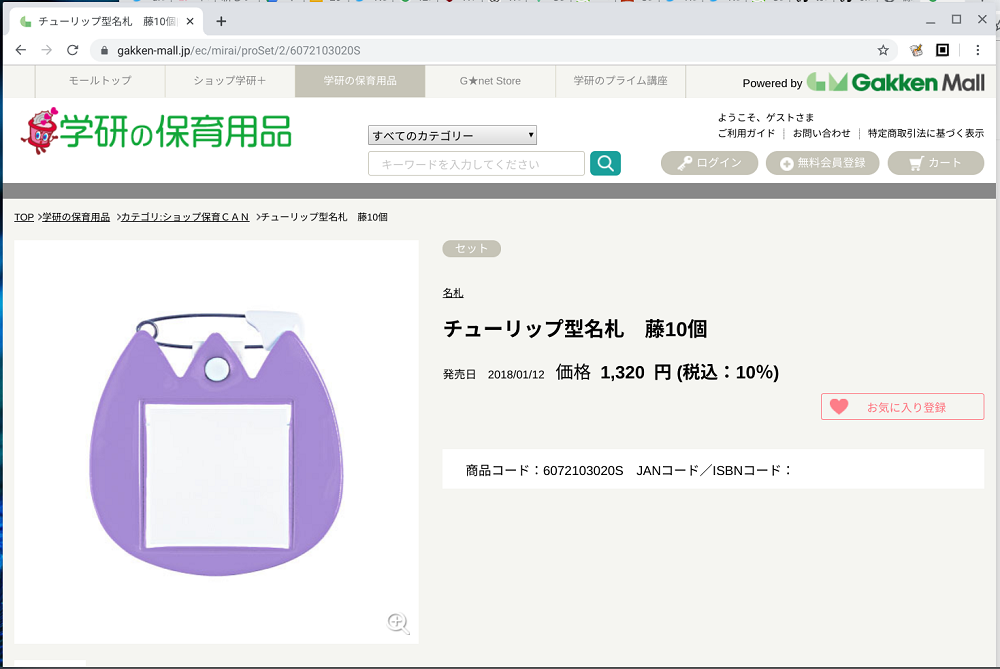 チューリップ型名札　藤10個
gakken-mall.jp/ec/mirai/proSet/2/6072103020S
モールトップ
ショップ学研＋
学研の保育用品
G★net Store
学研のプライム講座
Powered by Gakken Mall
学研の保育用品
ようこそ、ゲストさま
ご利用ガイド｜お問い合わせ｜特定商取引法に基づく表示
すべてのカテゴリー
キーワードを入力してください
ログイン
無料会員登録
カート
TOP >学研の保育用品 >カテゴリ:ショップ保育ＣＡＮ >チューリップ型名札　藤10個
セット
名札
チューリップ型名札　藤10個
発売日　2018/01/12　価格 1,320 円 (税込：10%)
お気に入り登録
商品コード：6072103020S　JANコード／ISBNコード：